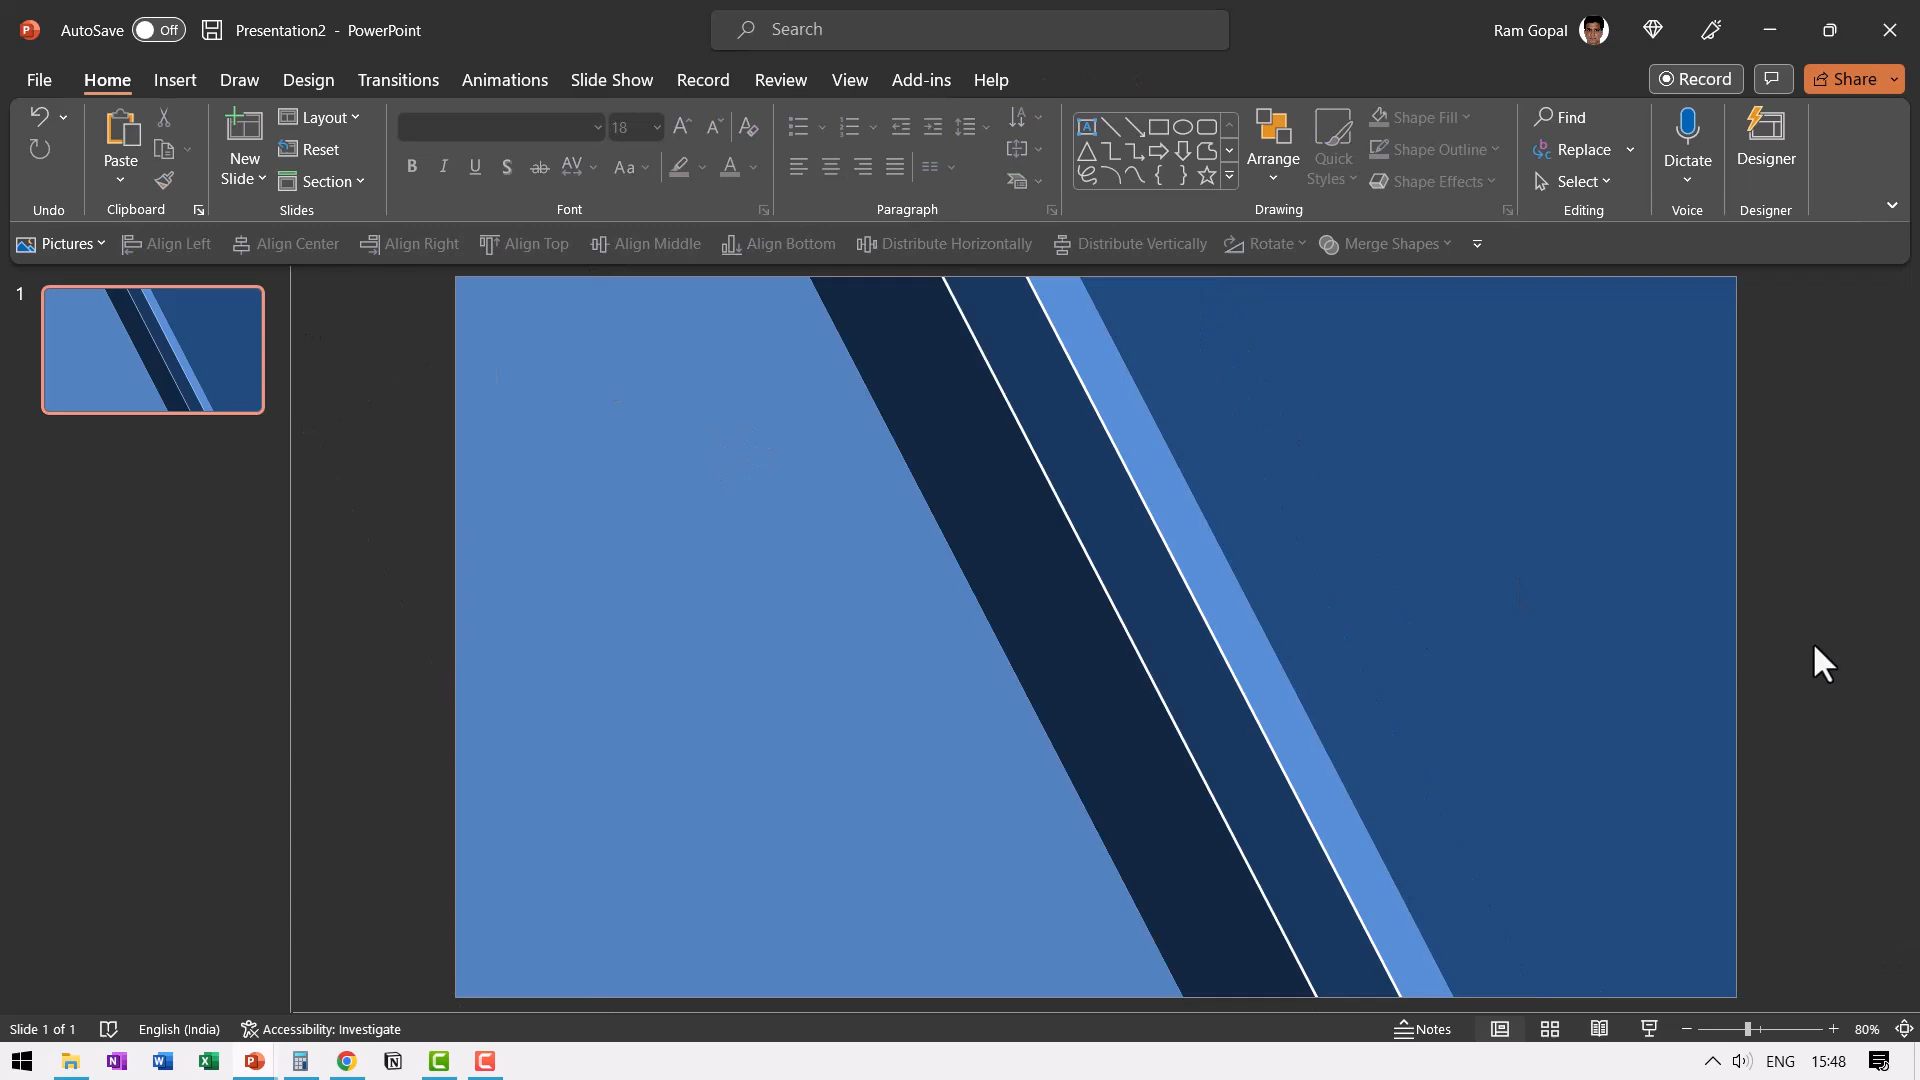 AutoSave Off Presentation2 - PowerPoint Search Ram Gopal
File Home Insert Draw Design Transitions Animations Slide Show Record Review View Add-ins Help Record Share
Paste
New Slide
Layout
Reset
Section
18
B I U S ab AV Aa A
Arrange
Quick Styles
Shape Fill
Shape Outline
Shape Effects
Find
Replace
Select
Dictate
Designer
Undo Clipboard Slides Font Paragraph Drawing Editing Voice Designer
Pictures Align Left Align Center Align Right Align Top Align Middle Align Bottom Distribute Horizontally Distribute Vertically Rotate Merge Shapes
1
Slide 1 of 1 English (India) Accessibility: Investigate Notes 80%
ENG 15:48